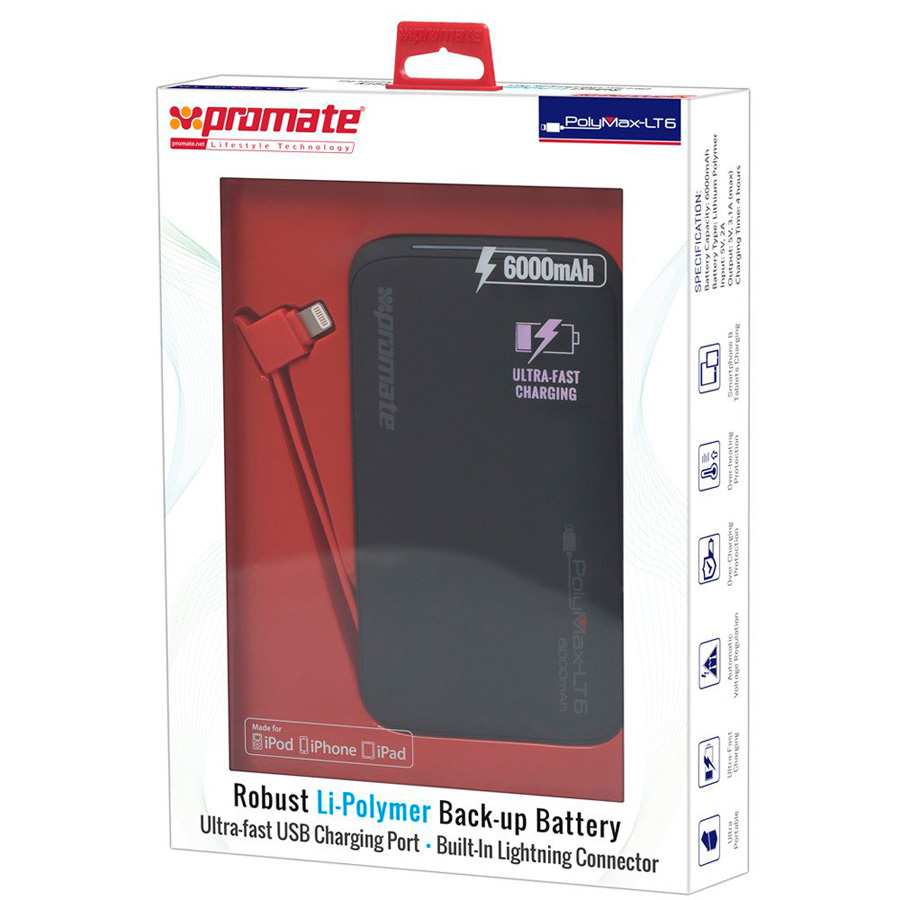 promate
promate®
promate.net Lifestyle Technology
PolyMax-LT6
6000mAh
promate
ULTRA-FAST
CHARGING
PolyMax-LT6
6000mAh
Made for
iPod iPhone iPad
Robust Li-Polymer Back-up Battery
Ultra-fast USB Charging Port • Built-In Lightning Connector
SPECIFICATION:
Battery Capacity: 6000mAh
Battery Type: Lithium Polymer
Input: 5V, 2A
Output: 5V, 3.1A (max)
Charging Time: 4 hours
Smartphone &
Tablets Charging
Over-heating
Protection
Over-Charging
Protection
Automatic
Voltage Regulation
Ultra-Fast
Charging
Ultra
Portable